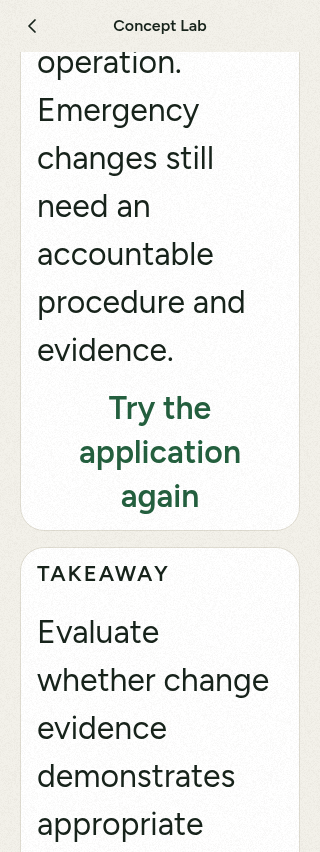 Concept Lab
operation.
Emergency
changes still
need an
accountable
procedure and
evidence.
Try the
application
again
TAKEAWAY
Evaluate
whether change
evidence
demonstrates
appropriate